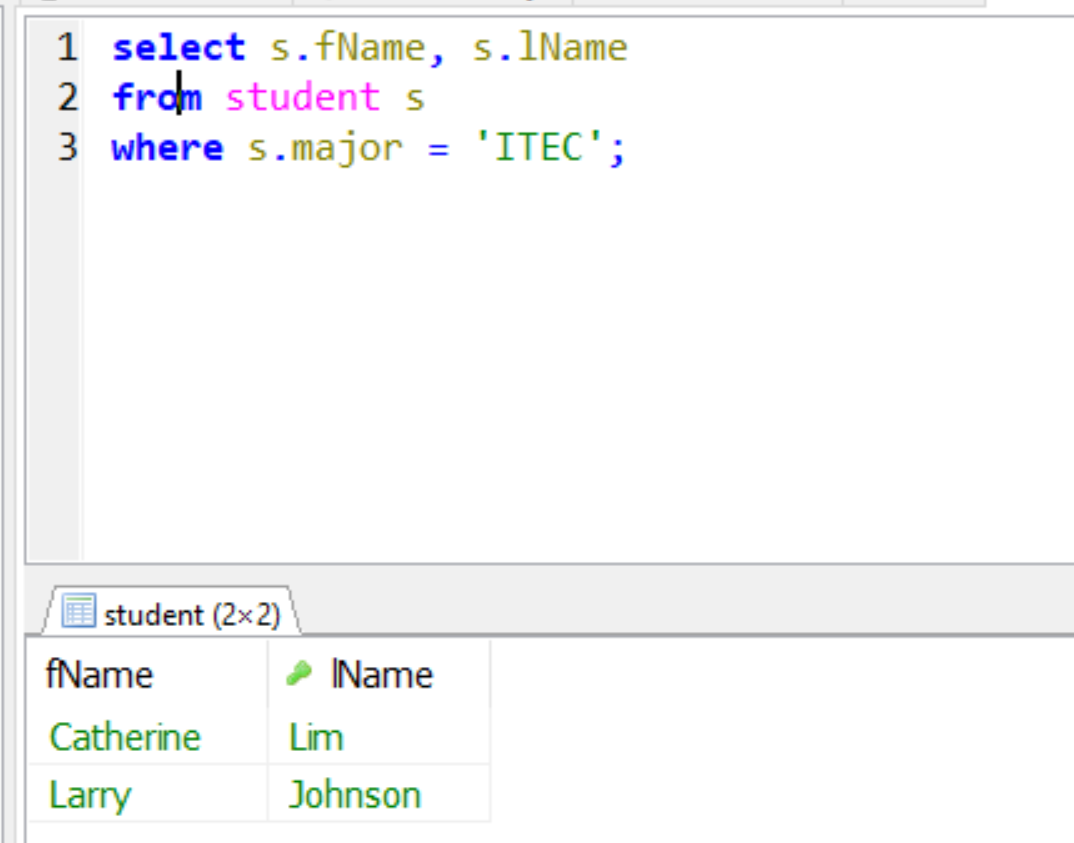 1 select s.fName, s.lName
2 from student s
3 where s.major = 'ITEC';
student (2×2)
fName lName
Catherine Lim
Larry Johnson